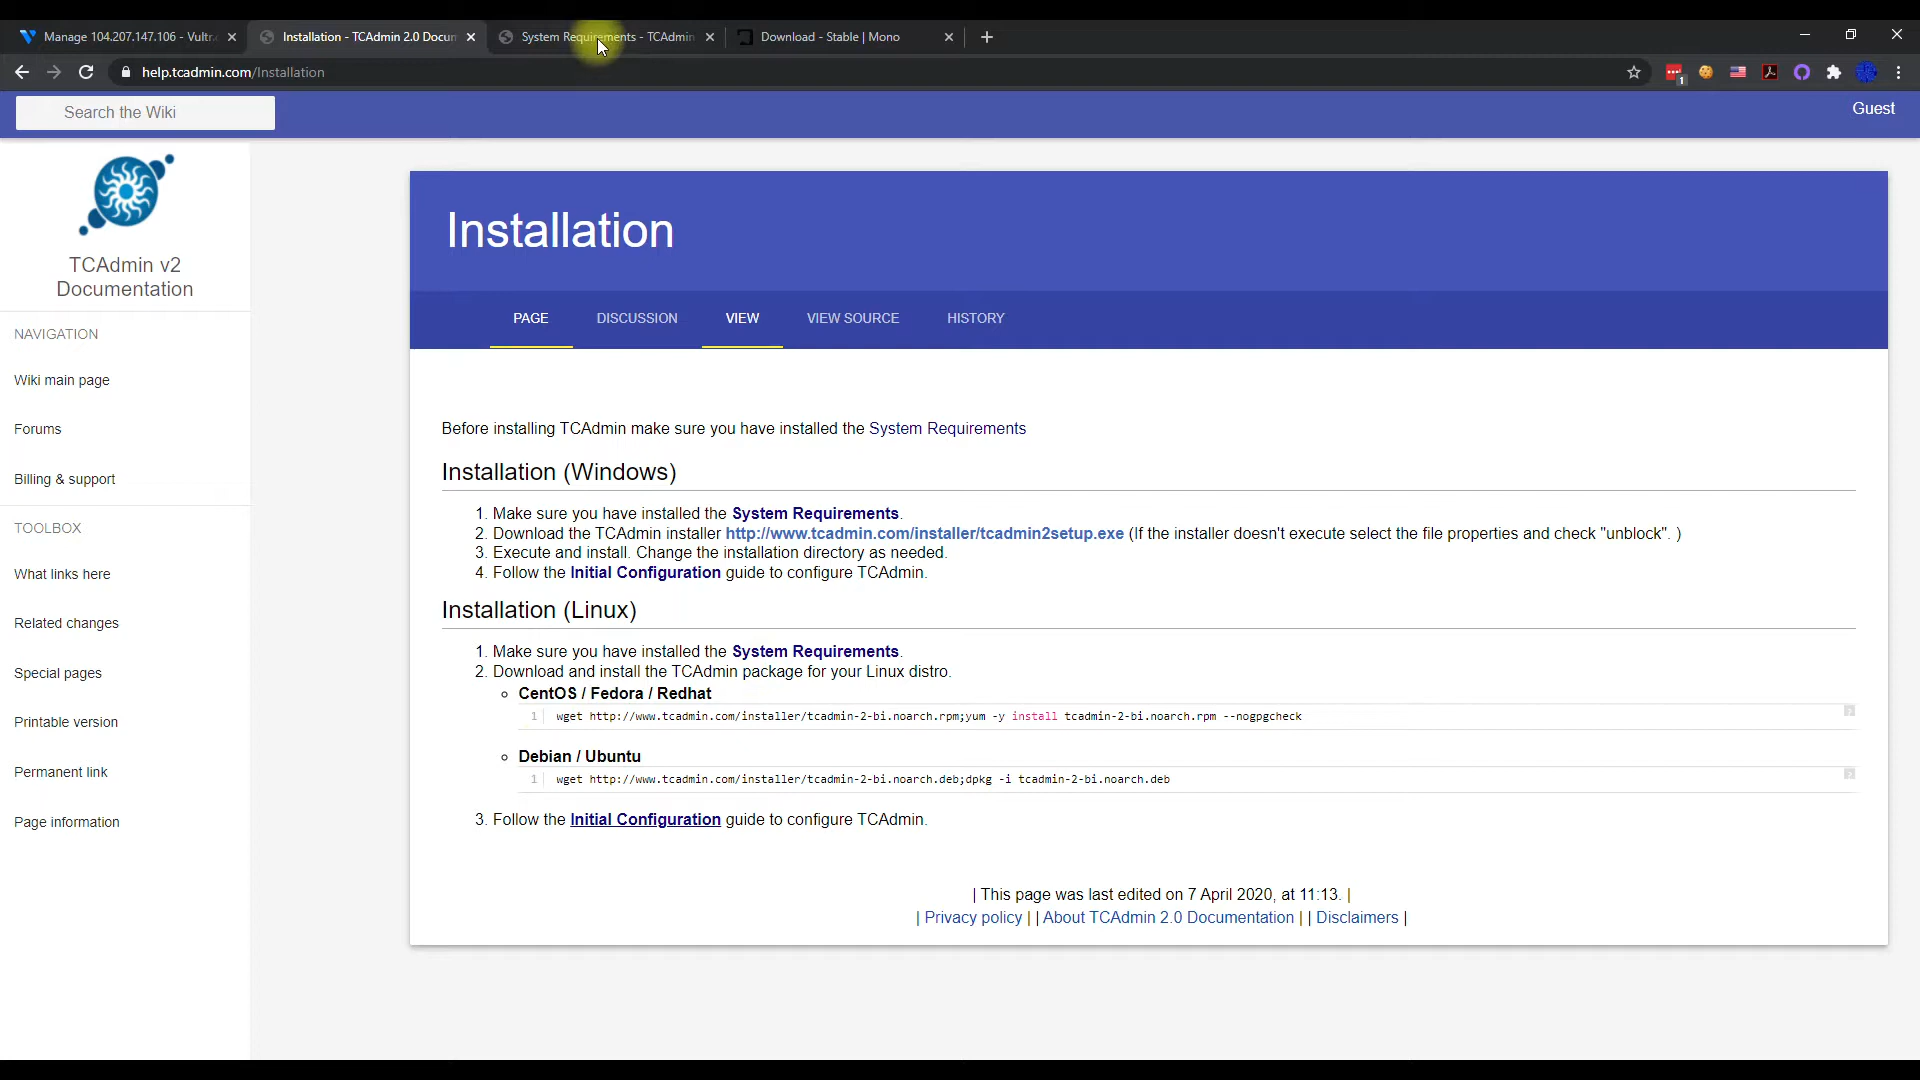 Manage 104.207.147.106 - Vultr.
Installation - TCAdmin 2.0 Docum
System Requirements - TCAdmin
Download - Stable | Mono
help.tcadmin.com/Installation
1
Search the Wiki
Guest
TCAdmin v2
Documentation
NAVIGATION
Wiki main page
Forums
Billing & support
TOOLBOX
What links here
Related changes
Special pages
Printable version
Permanent link
Page information
Installation
PAGE
DISCUSSION
VIEW
VIEW SOURCE
HISTORY
Before installing TCAdmin make sure you have installed the System Requirements
Installation (Windows)
1. Make sure you have installed the System Requirements.
2. Download the TCAdmin installer http://www.tcadmin.com/installer/tcadmin2setup.exe (If the installer doesn't execute select the file properties and check "unblock". )
3. Execute and install. Change the installation directory as needed.
4. Follow the Initial Configuration guide to configure TCAdmin.
Installation (Linux)
1. Make sure you have installed the System Requirements.
2. Download and install the TCAdmin package for your Linux distro.
CentOS / Fedora / Redhat
1 wget http://www.tcadmin.com/installer/tcadmin-2-bi.noarch.rpm;yum -y install tcadmin-2-bi.noarch.rpm --nogpgcheck
Debian / Ubuntu
1 wget http://www.tcadmin.com/installer/tcadmin-2-bi.noarch.deb;dpkg -i tcadmin-2-bi.noarch.deb
3. Follow the Initial Configuration guide to configure TCAdmin.
| This page was last edited on 7 April 2020, at 11:13. |
| Privacy policy | | About TCAdmin 2.0 Documentation | | Disclaimers |